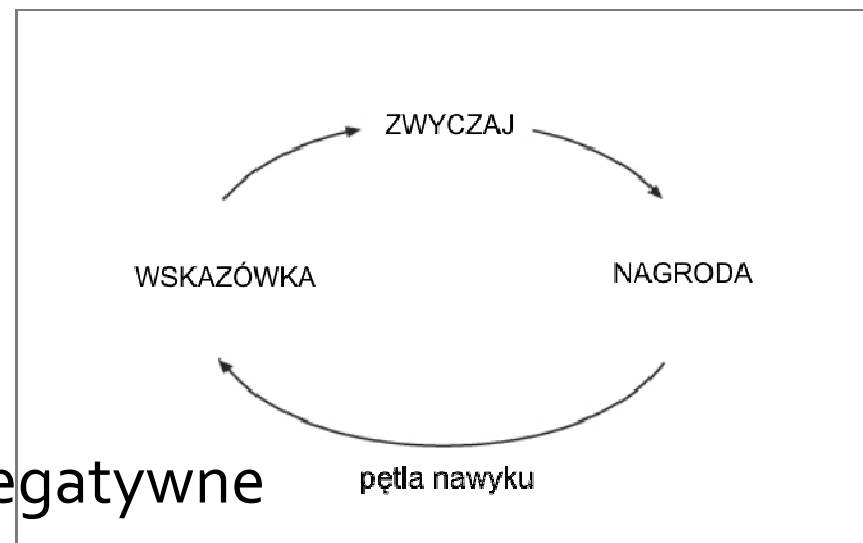 ZWYCZAJ
WSKAZÓWKA
NAGRODA
egatywne
pętla nawyku